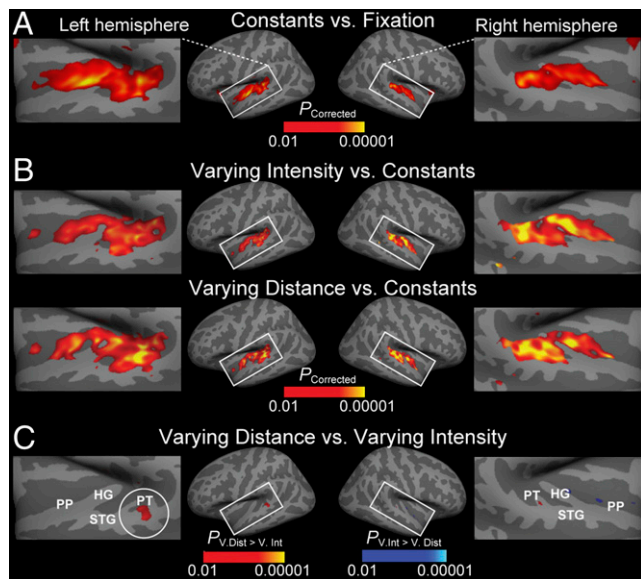 A
Constants vs. Fixation
Left hemisphere
Right hemisphere
PCorrected
0.01 0.00001
B
Varying Intensity vs. Constants
Varying Distance vs. Constants
PCorrected
0.01 0.00001
C
Varying Distance vs. Varying Intensity
PP HG STG PT
PT HG STG PP
PV.Dist > V. Int
PV.Int > V. Dist
0.01 0.00001
0.01 0.00001